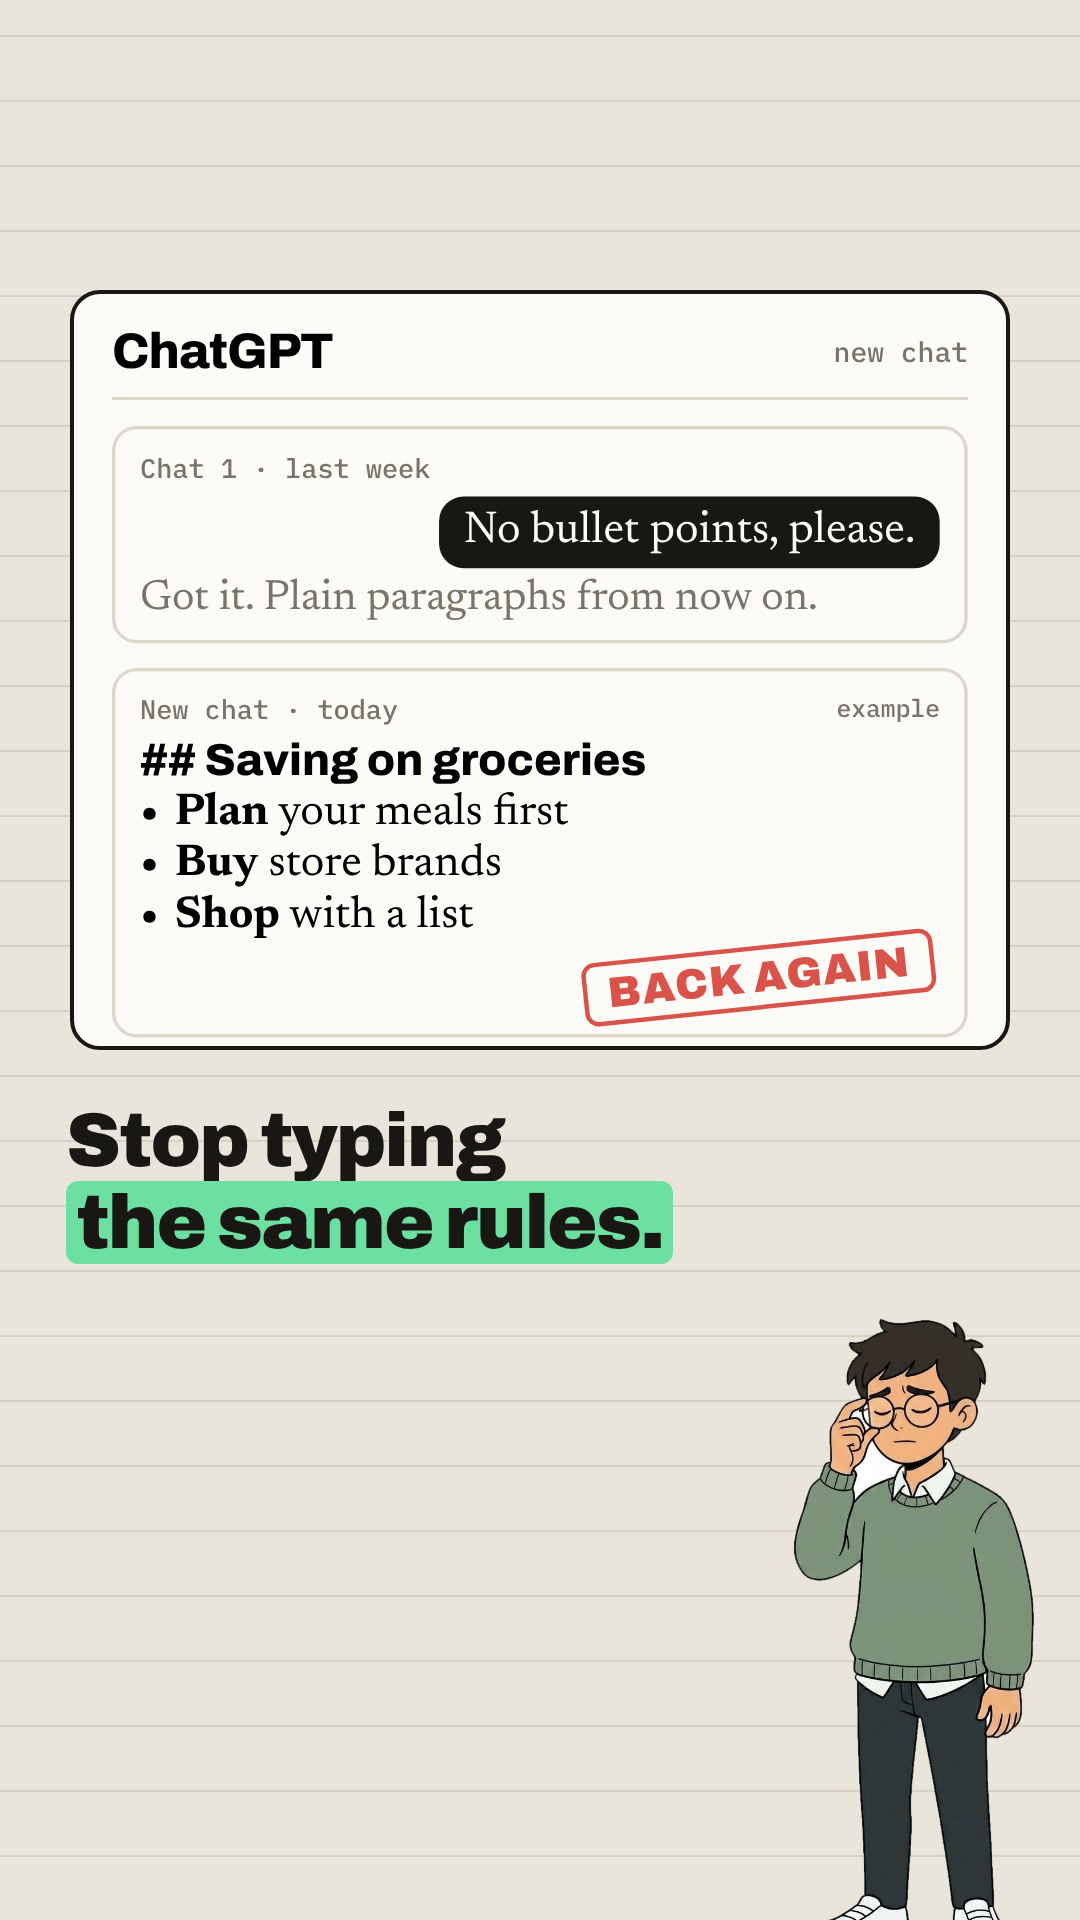 ChatGPT
new chat
Chat 1 · last week
No bullet points, please.
Got it. Plain paragraphs from now on.
New chat · today
example
## Saving on groceries
• Plan your meals first
• Buy store brands
• Shop with a list
BACK AGAIN
Stop typing
the same rules.